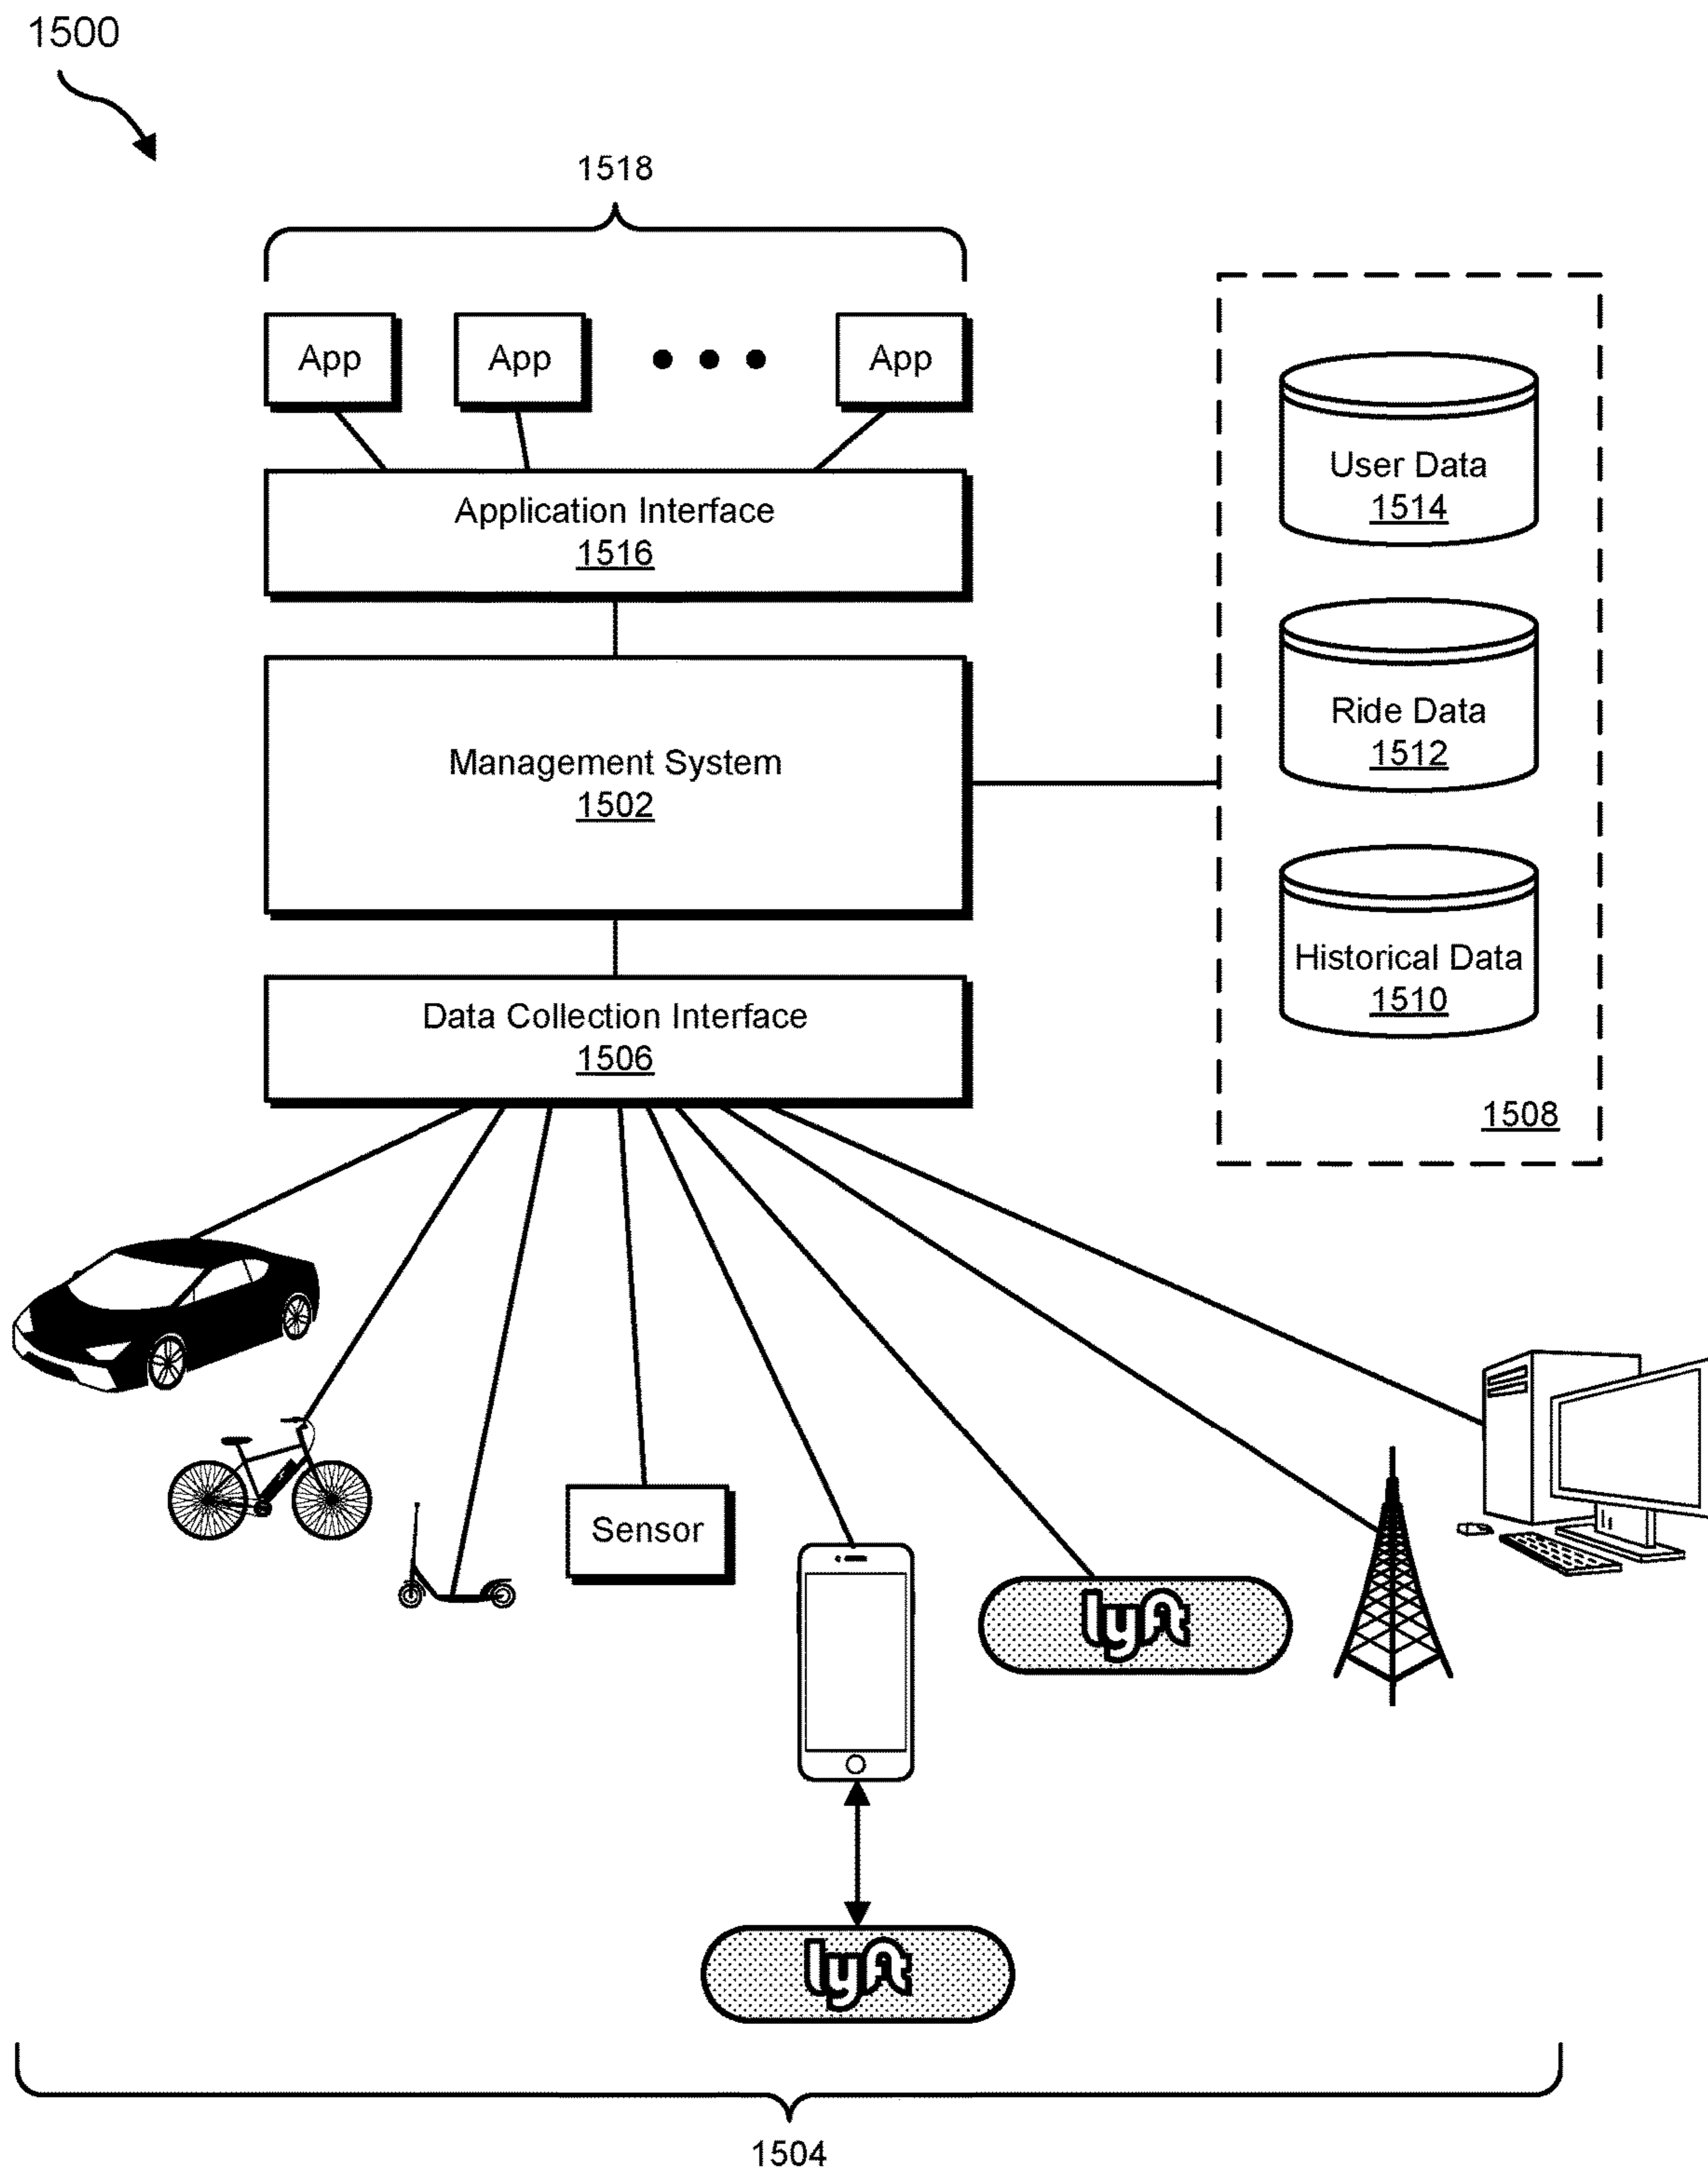 1500
1518
App
App
App
Application Interface
1516
Management System
1502
Data Collection Interface
1506
User Data
1514
Ride Data
1512
Historical Data
1510
1508
Sensor
lyft
lyft
1504